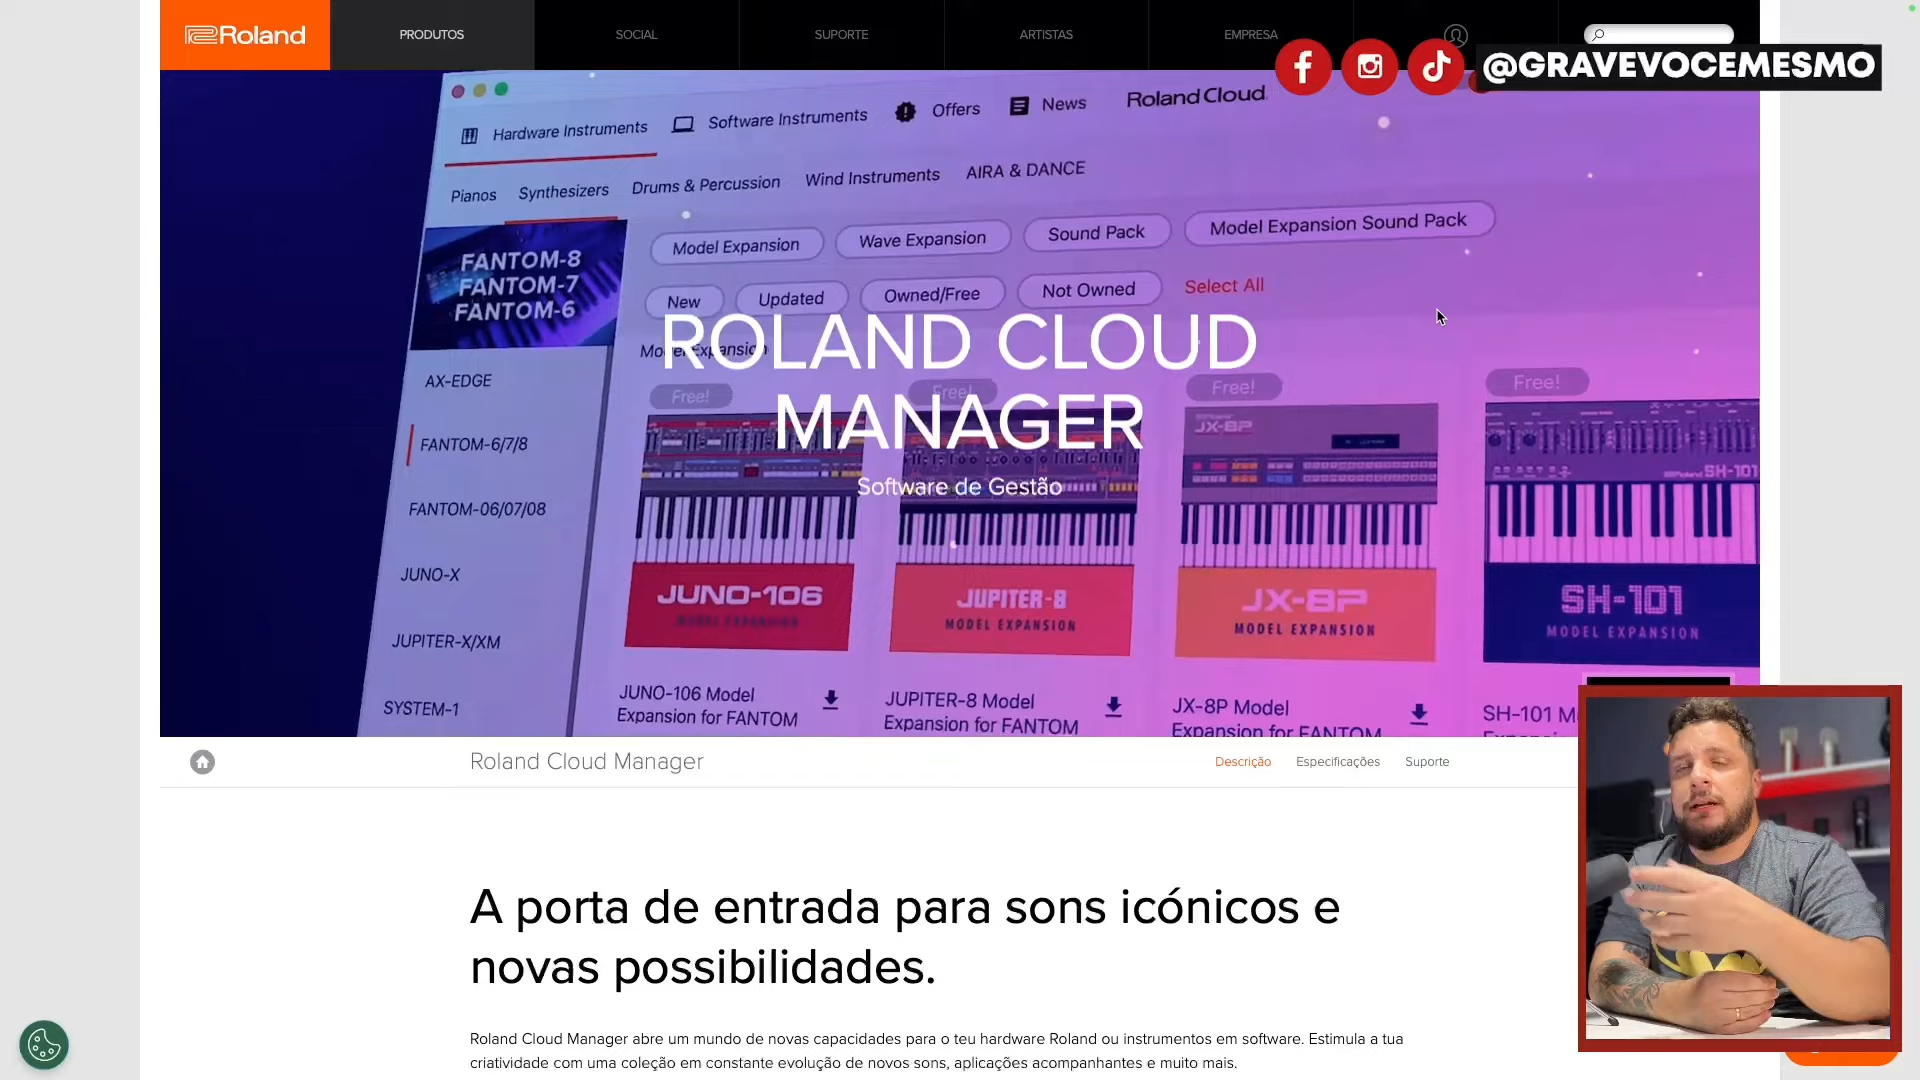 Roland
PRODUTOS
SOCIAL
SUPORTE
ARTISTAS
EMPRESA
@GRAVEVOCEMESMO
Hardware Instruments
Software Instruments
Offers
News
Roland Cloud
Pianos
Synthesizers
Drums & Percussion
Wind Instruments
AIRA & DANCE
FANTOM-8
FANTOM-7
FANTOM-6
Model Expansion
Wave Expansion
Sound Pack
Model Expansion Sound Pack
New
Updated
Owned/Free
Not Owned
Select All
Model Expansion
ROLAND CLOUD
MANAGER
Software de Gestão
AX-EDGE
FANTOM-6/7/8
FANTOM-06/07/08
JUNO-X
JUPITER-X/XM
SYSTEM-1
Free!
Free!
Free!
Free!
JX-8P
SH-101
JUNO-106
MODEL EXPANSION
JUPITER-8
MODEL EXPANSION
JX-8P
MODEL EXPANSION
SH-101
MODEL EXPANSION
JUNO-106 Model
Expansion for FANTOM
JUPITER-8 Model
Expansion for FANTOM
JX-8P Model
Expansion for FANTOM
SH-101
Roland Cloud Manager
Descrição
Especificações
Suporte
A porta de entrada para sons icónicos e
novas possibilidades.
Roland Cloud Manager abre um mundo de novas capacidades para o teu hardware Roland ou instrumentos em software. Estimula a tua
criatividade com uma coleção em constante evolução de novos sons, aplicações acompanhantes e muito mais.